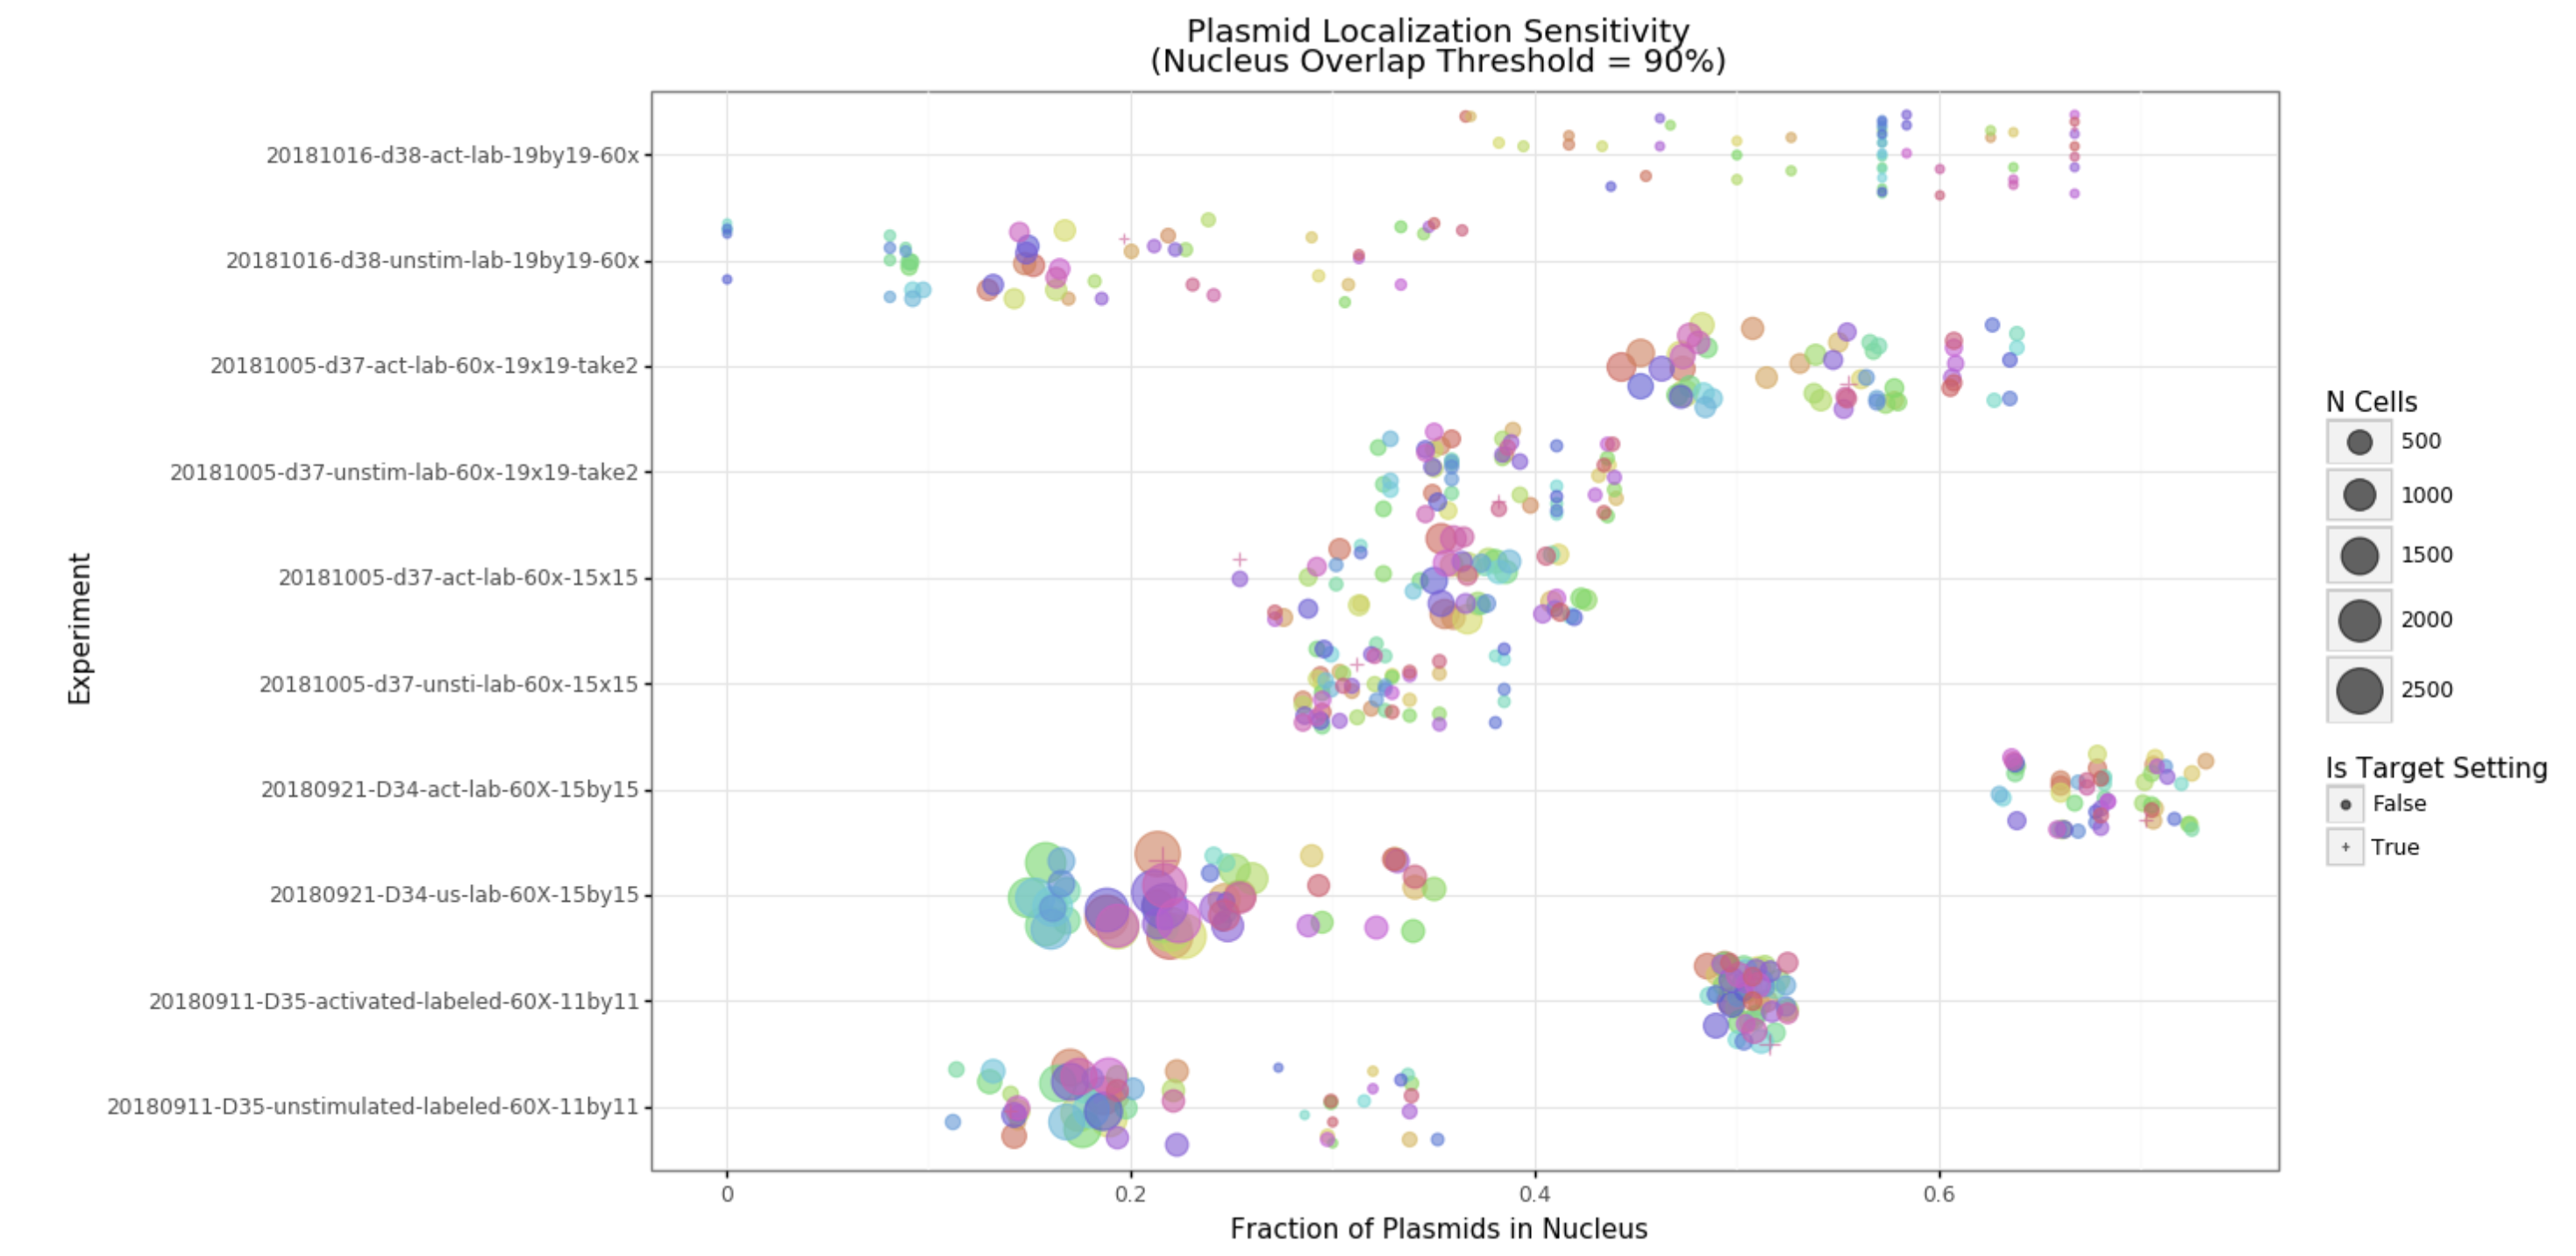 Plasmid Localization Sensitivity
(Nucleus Overlap Threshold = 90%)
20181016-d38-act-lab-19by19-60x
20181016-d38-unstim-lab-19by19-60x
20181005-d37-act-lab-60x-19x19-take2
20181005-d37-unstim-lab-60x-19x19-take2
20181005-d37-act-lab-60x-15x15
20181005-d37-unsti-lab-60x-15x15
20180921-D34-act-lab-60X-15by15
20180921-D34-us-lab-60X-15by15
20180911-D35-activated-labeled-60X-11by11
20180911-D35-unstimulated-labeled-60X-11by11
Experiment
0
0.2
0.4
0.6
Fraction of Plasmids in Nucleus
N Cells
500
1000
1500
2000
2500
Is Target Setting
False
True